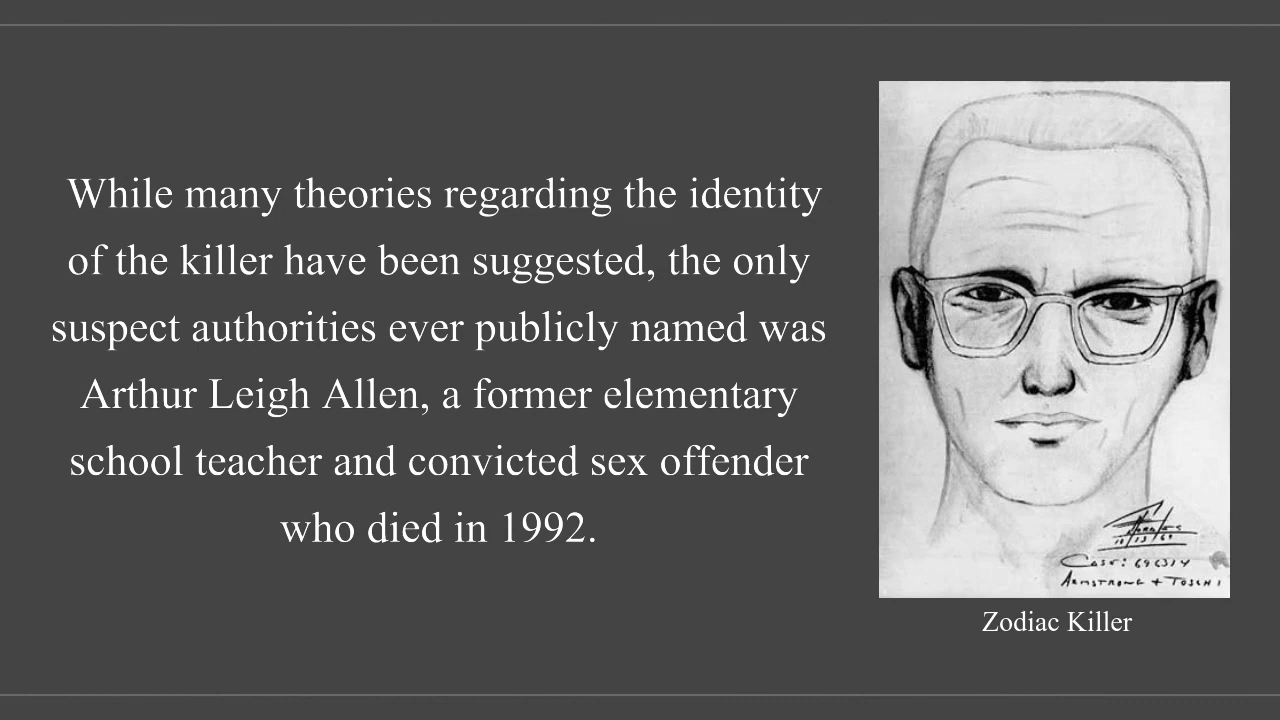 While many theories regarding the identity
of the killer have been suggested, the only
suspect authorities ever publicly named was
Arthur Leigh Allen, a former elementary
school teacher and convicted sex offender
who died in 1992.
Case: 696314
Armstrong + Toschi
Zodiac Killer